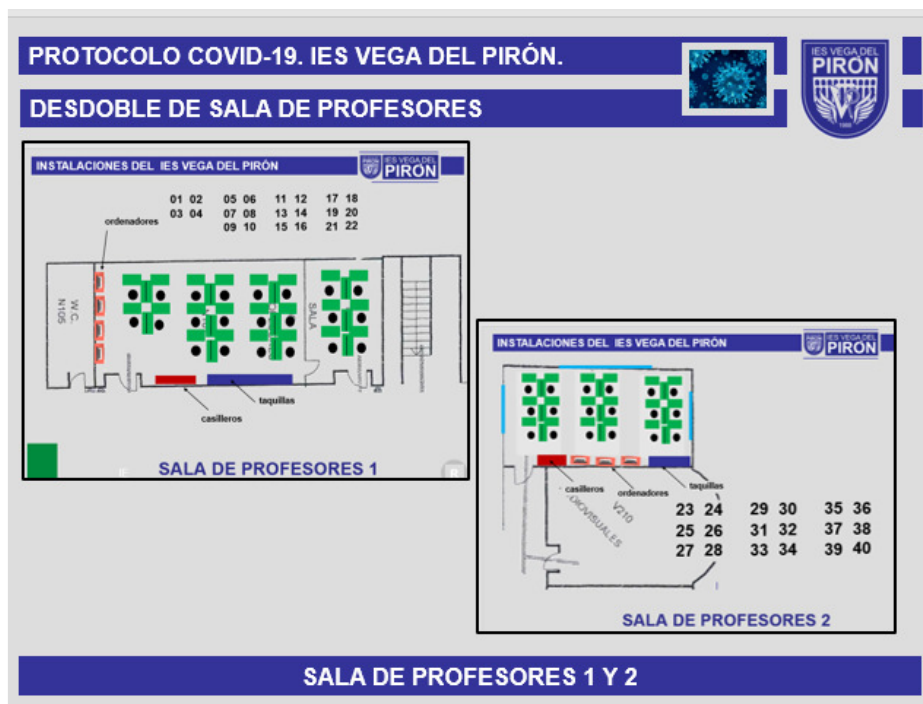 PROTOCOLO COVID-19. IES VEGA DEL PIRÓN.
DESDOBLE DE SALA DE PROFESORES
IES VEGA DEL
PIRÓN
INSTALACIONES DEL IES VEGA DEL PIRÓN
IES VEGA DEL
PIRÓN
01 02 05 06 11 12 17 18
03 04 07 08 13 14 19 20
09 10 15 16 21 22
ordenadores
W.C.
N105
SALA
casilleros
taquillas
SALA DE PROFESORES 1
R
INSTALACIONES DEL IES VEGA DEL PIRÓN
IES VEGA DEL
PIRÓN
casilleros
ordenadores
taquillas
V210
23 24 29 30 35 36
25 26 31 32 37 38
27 28 33 34 39 40
SALA DE PROFESORES 2
SALA DE PROFESORES 1 Y 2